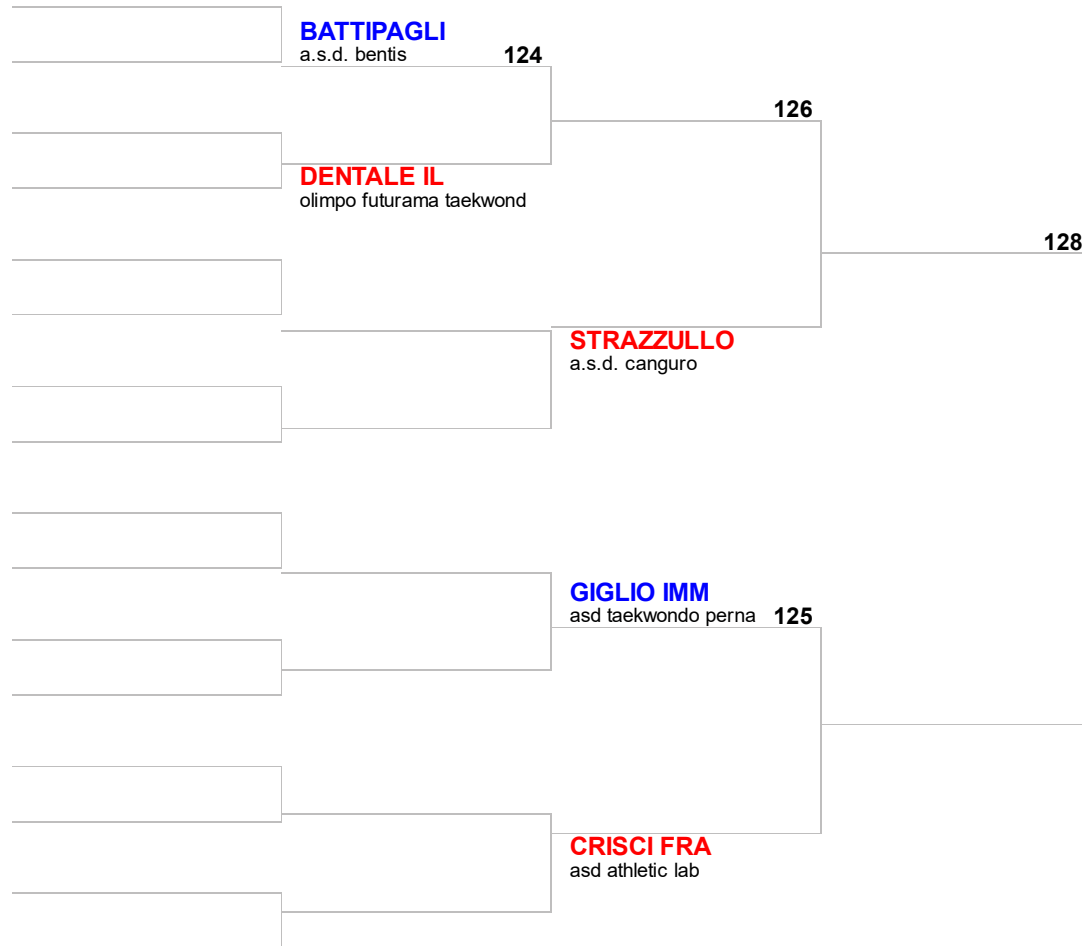 BATTIPAGLI
a.s.d. bentis 124
126
DENTALE IL
olimpo futurama taekwond
128
STRAZZULLO
a.s.d. canguro
GIGLIO IMM
asd taekwondo perna 125
CRISCI FRA
asd athletic lab